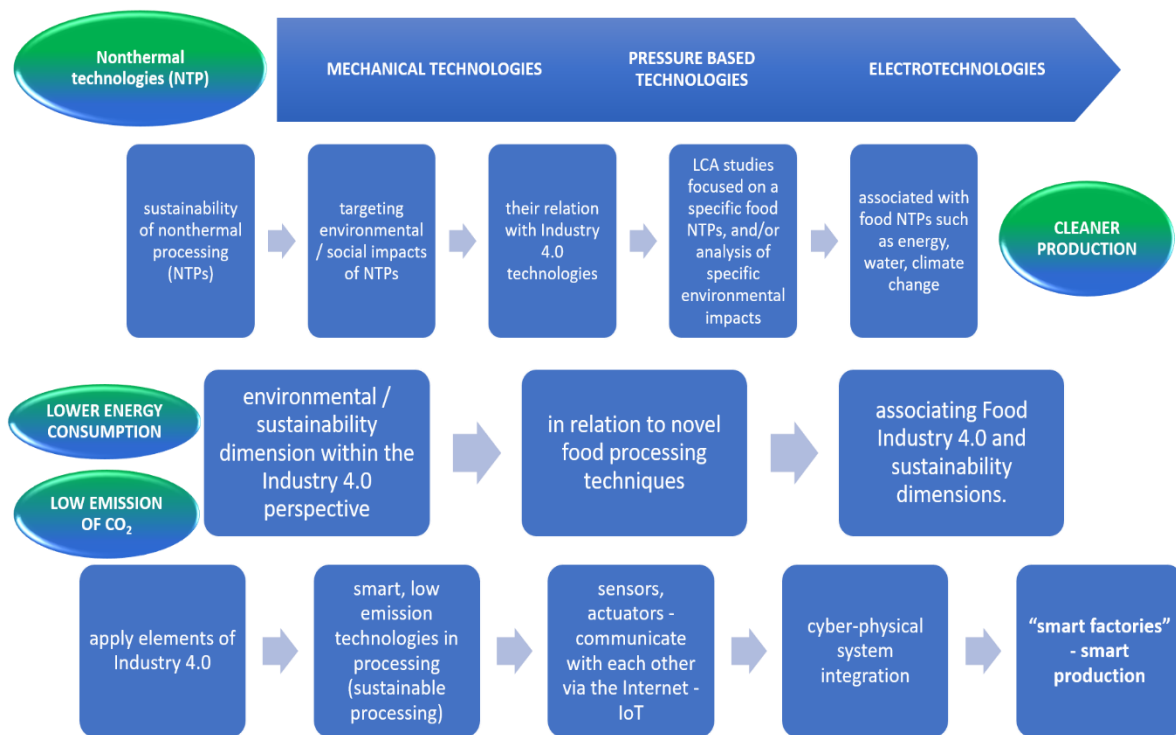 Nonthermal
technologies (NTP)
MECHANICAL TECHNOLOGIES
PRESSURE BASED
TECHNOLOGIES
ELECTROTECHNOLOGIES
sustainability
of nonthermal
processing
(NTPs)
targeting
environmental
/ social impacts
of NTPs
their relation
with Industry
4.0
technologies
LCA studies
focused on a
specific food
NTPs, and/or
analysis of
specific
environmental
impacts
associated with
food NTPs such
as energy,
water, climate
change
CLEANER
PRODUCTION
LOWER ENERGY
CONSUMPTION
LOW EMISSION
OF CO₂
environmental /
sustainability
dimension within the
Industry 4.0
perspective
in relation to novel
food processing
techniques
associating Food
Industry 4.0 and
sustainability
dimensions.
apply elements of
Industry 4.0
smart, low
emission
technologies in
processing
(sustainable
processing)
sensors,
actuators -
communicate
with each other
via the Internet -
IoT
cyber-physical
system
integration
“smart factories”
- smart
production